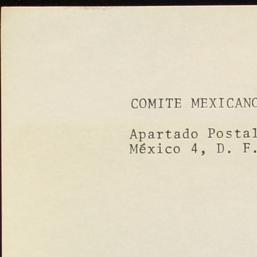 COMITE MEXICANO
Apartado Postal
México 4, D. F.